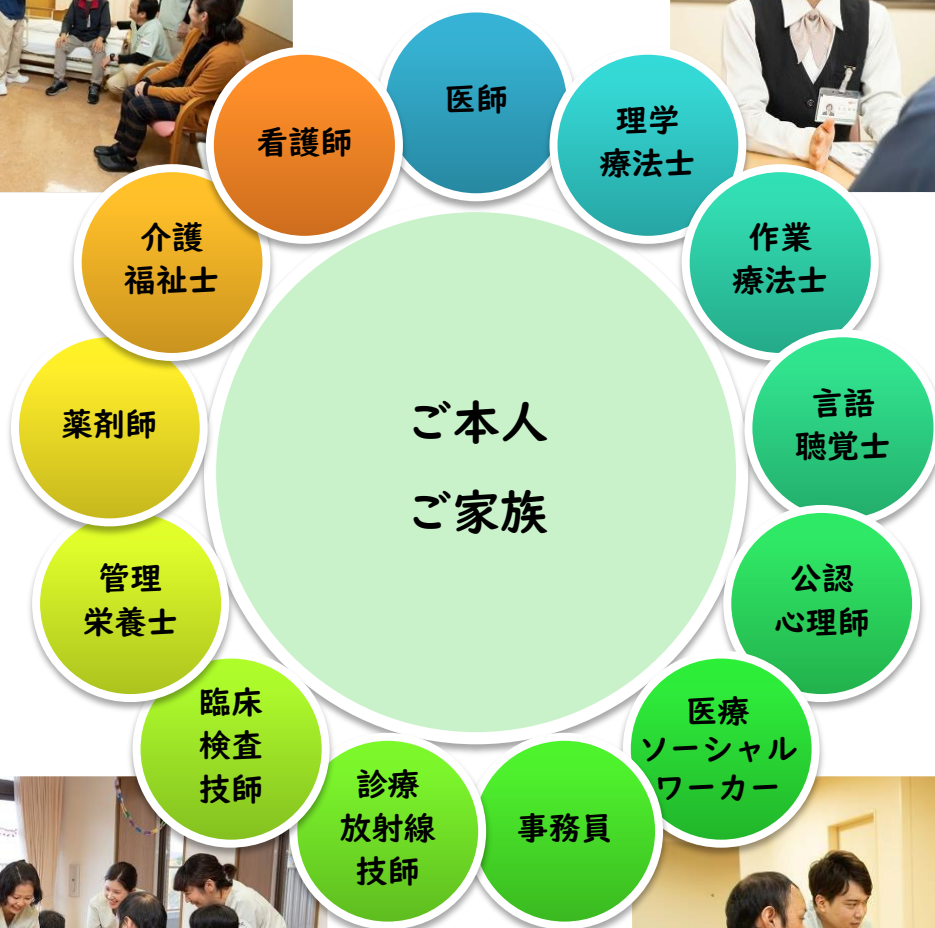 医師
理学
療法士
作業
療法士
言語
聴覚士
公認
心理師
医療
ソーシャル
ワーカー
事務員
診療
放射線
技師
臨床
検査
技師
管理
栄養士
薬剤師
介護
福祉士
看護師
ご本人
ご家族